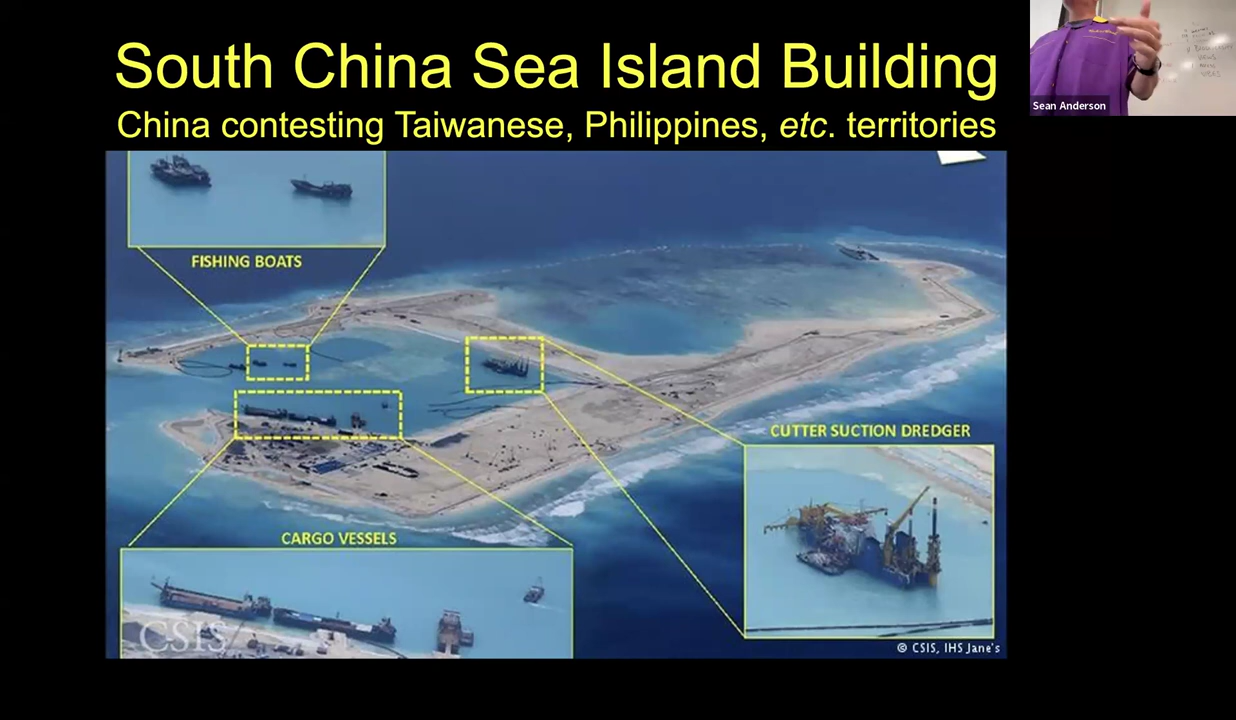 South China Sea Island Building
China contesting Taiwanese, Philippines, etc. territories
Sean Anderson
FISHING BOATS
CUTTER SUCTION DREDGER
CARGO VESSELS
CSIS
© CSIS, IHS Jane's